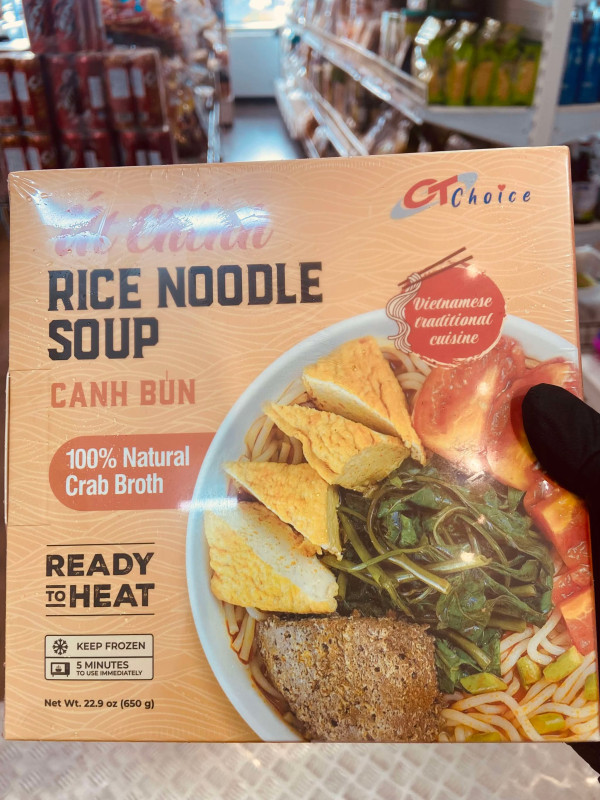 CT Choice
RICE NOODLE
SOUP
CANH BÚN
Vietnamese
traditional
cuisine
100% Natural
Crab Broth
READY
TO HEAT
KEEP FROZEN
5 MINUTES
TO USE IMMEDIATELY
Net Wt. 22.9 oz (650 g)